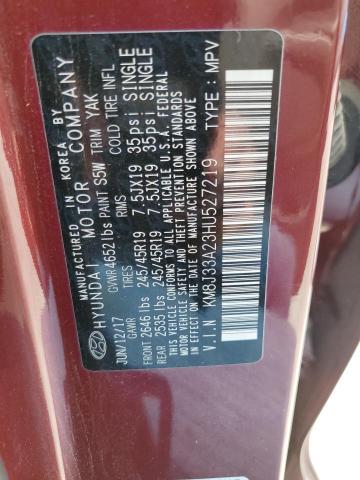 MANUFACTURED IN KOREA BY
HYUNDAI MOTOR COMPANY
GVWR 4652 lbs PAINT S5W TRIM YAK
JUN/12/17 TIRES RIMS COLD TIRE INFL
GAWR
FRONT 2646 lbs 245/45R19 7.5JX19 35psi SINGLE
REAR 2535 lbs 245/45R19 7.5JX19 35psi SINGLE
THIS VEHICLE CONFORMS TO ALL APPLICABLE U.S.A. FEDERAL
MOTOR VEHICLE SAFETY AND THEFT PREVENTION STANDARDS
IN EFFECT ON THE DATE OF MANUFACTURE SHOWN ABOVE.
V.I.N : KM8J33A23HU527219 TYPE : MPV